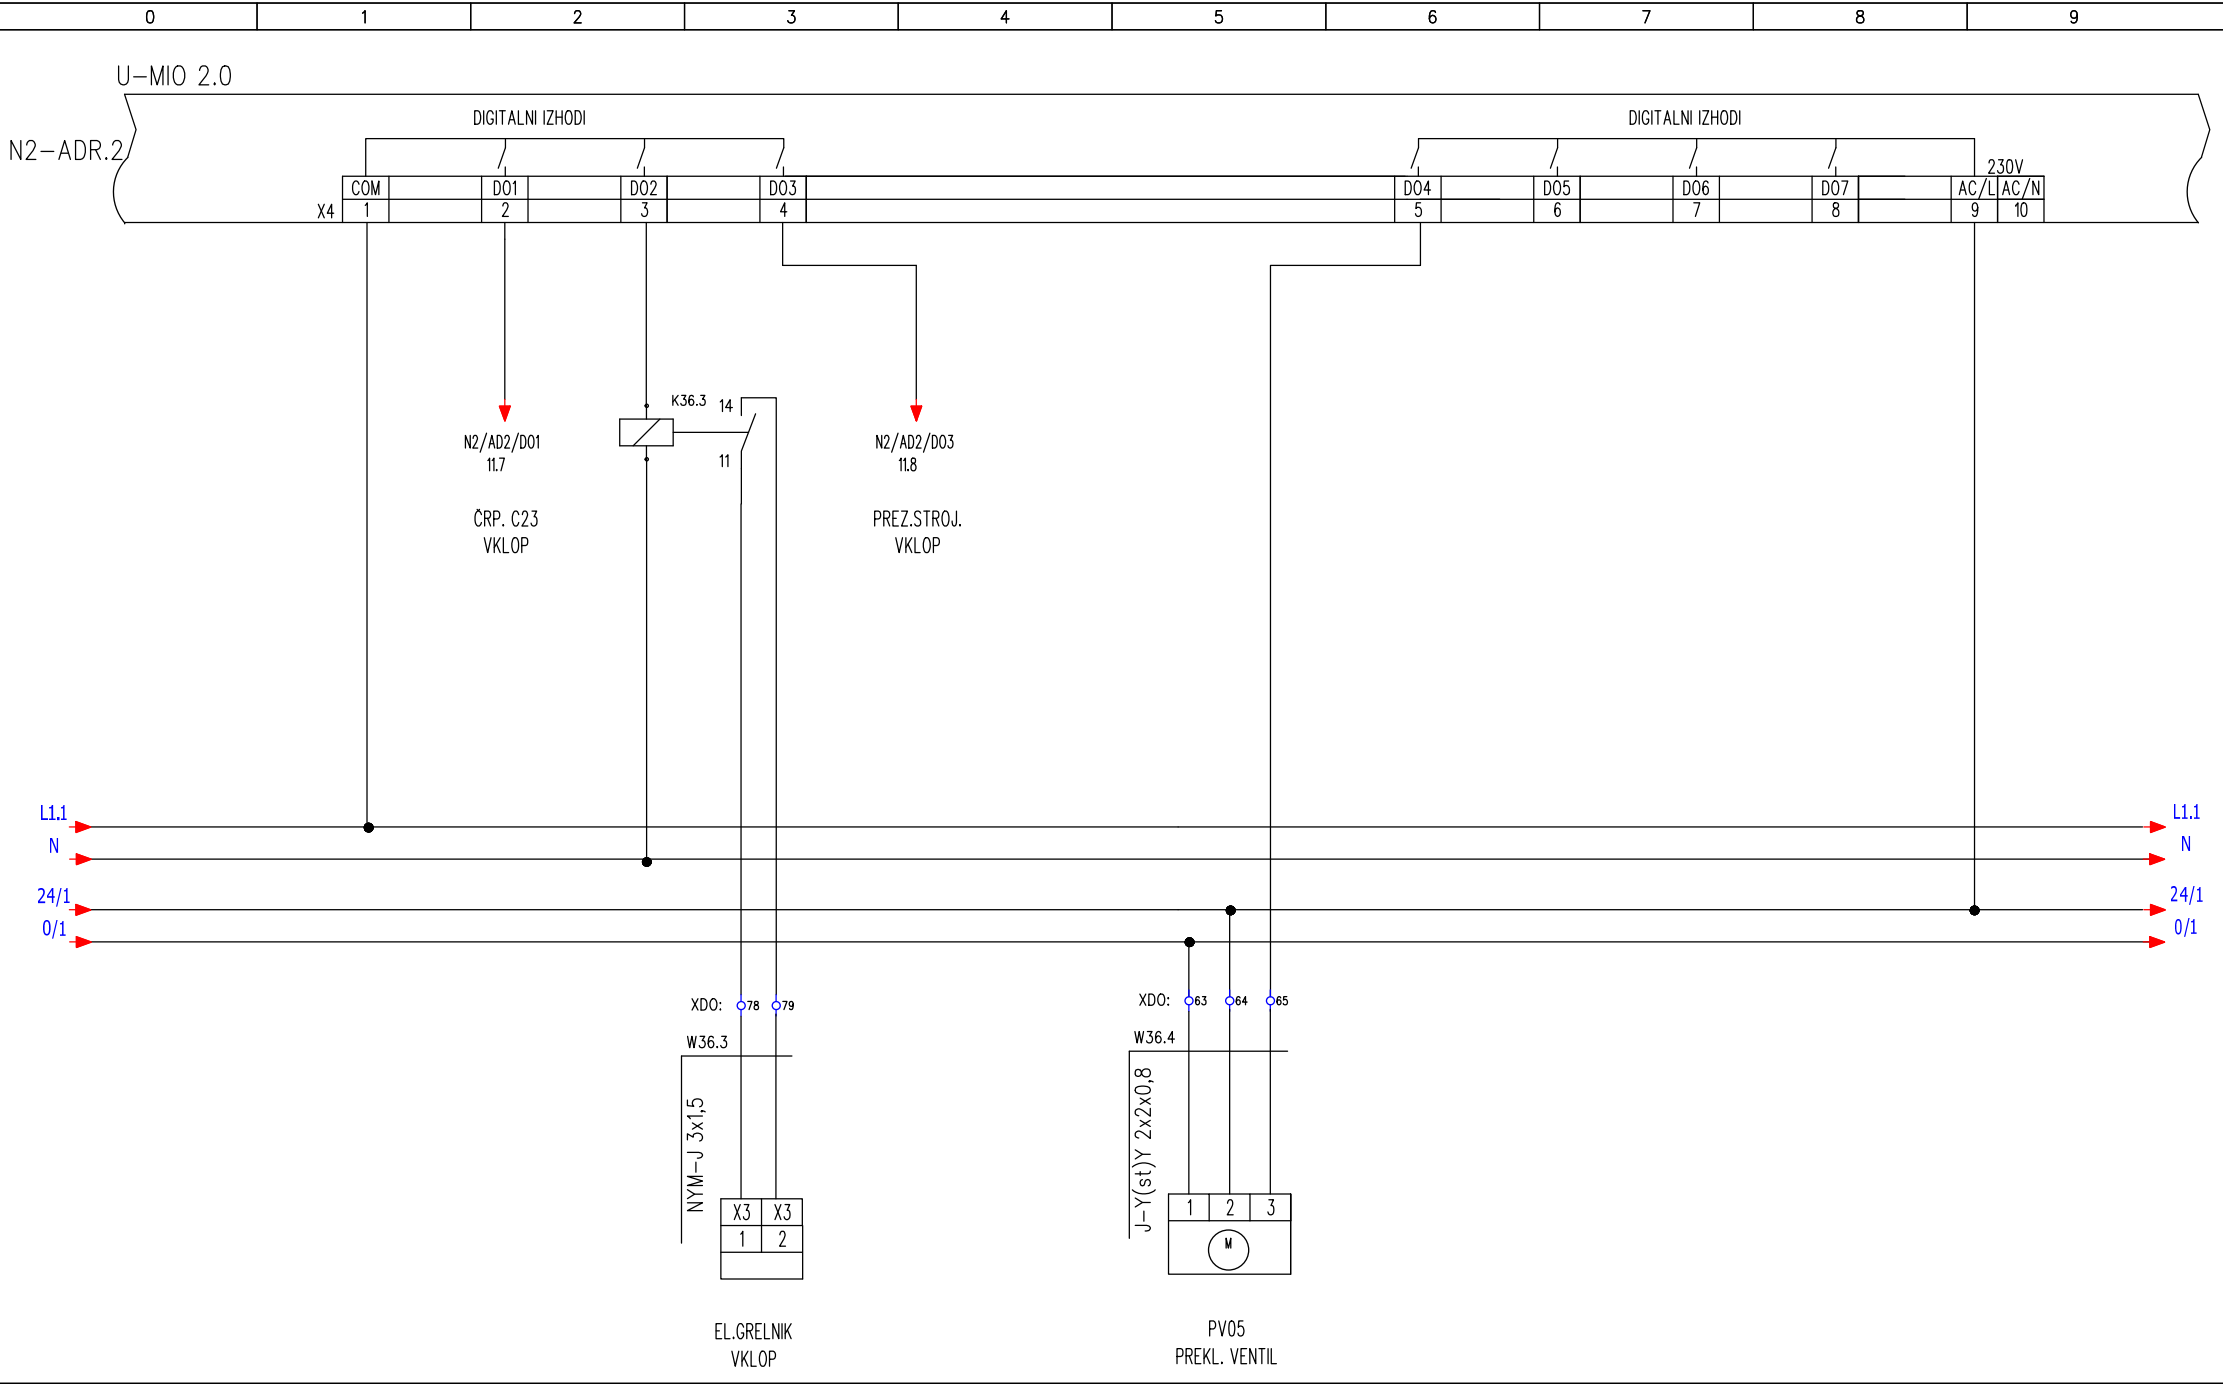 0 1 2 3 4 5 6 7 8 9
U-MIO 2.0
N2-ADR.2
DIGITALNI IZHODI DIGITALNI IZHODI
230V
COM DO1 DO2 DO3 DO4 DO5 DO6 DO7 AC/L AC/N
X4 1 2 3 4 5 6 7 8 9 10
K36.3 14
11
N2/AD2/DO1
11.7
N2/AD2/DO3
11.8
ČRP. C23
VKLOP
PREZ.STROJ.
VKLOP
L1.1 L1.1
N N
24/1 24/1
0/1 0/1
XDO: 78 79
XDO: 63 64 65
W36.3
W36.4
NYM-J 3x1,5
J-Y(st)Y 2x2x0,8
X3 X3
1 2
1 2 3
M
EL.GRELNIK
VKLOP
PV05
PREKL. VENTIL